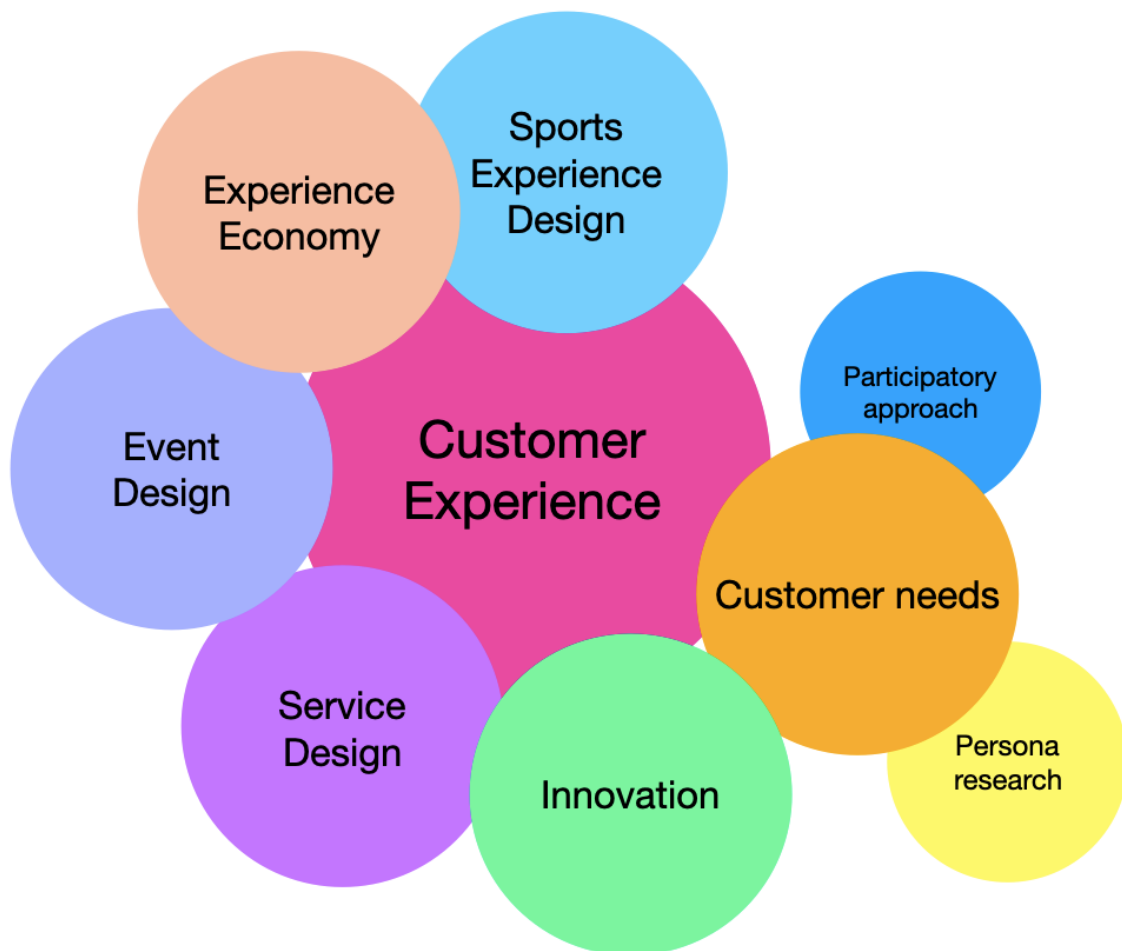 Sports
Experience
Design
Experience
Economy
Participatory
approach
Customer
Experience
Event
Design
Customer needs
Service
Design
Persona
research
Innovation